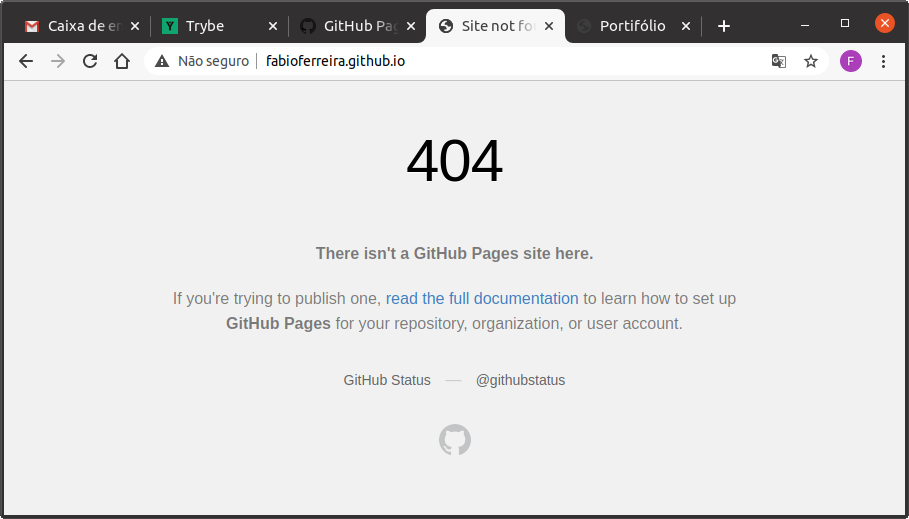 Caixa de en Trybe GitHub Pag Site not fo Portifólio
Não seguro fabioferreira.github.io F
404
There isn't a GitHub Pages site here.
If you're trying to publish one, read the full documentation to learn how to set up
GitHub Pages for your repository, organization, or user account.
GitHub Status — @githubstatus